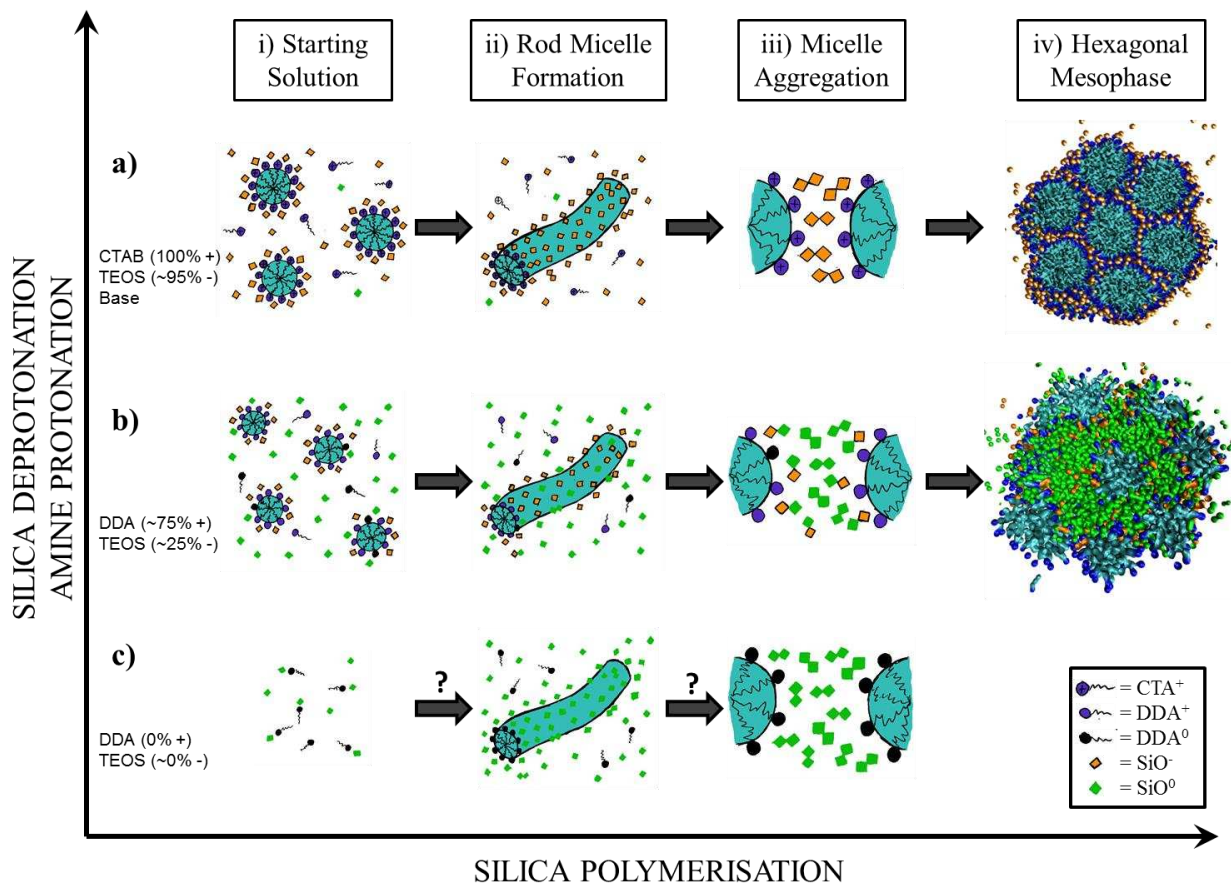 i) Starting
Solution
ii) Rod Micelle
Formation
iii) Micelle
Aggregation
iv) Hexagonal
Mesophase
a)
CTAB (100% +)
TEOS (~95% -)
Base
b)
DDA (~75% +)
TEOS (~25% -)
c)
?
?
DDA (0% +)
TEOS (~0% -)
= CTA⁺
= DDA⁺
= DDA⁰
= SiO⁻
= SiO⁰
SILICA DEPROTONATION
AMINE PROTONATION
SILICA POLYMERISATION